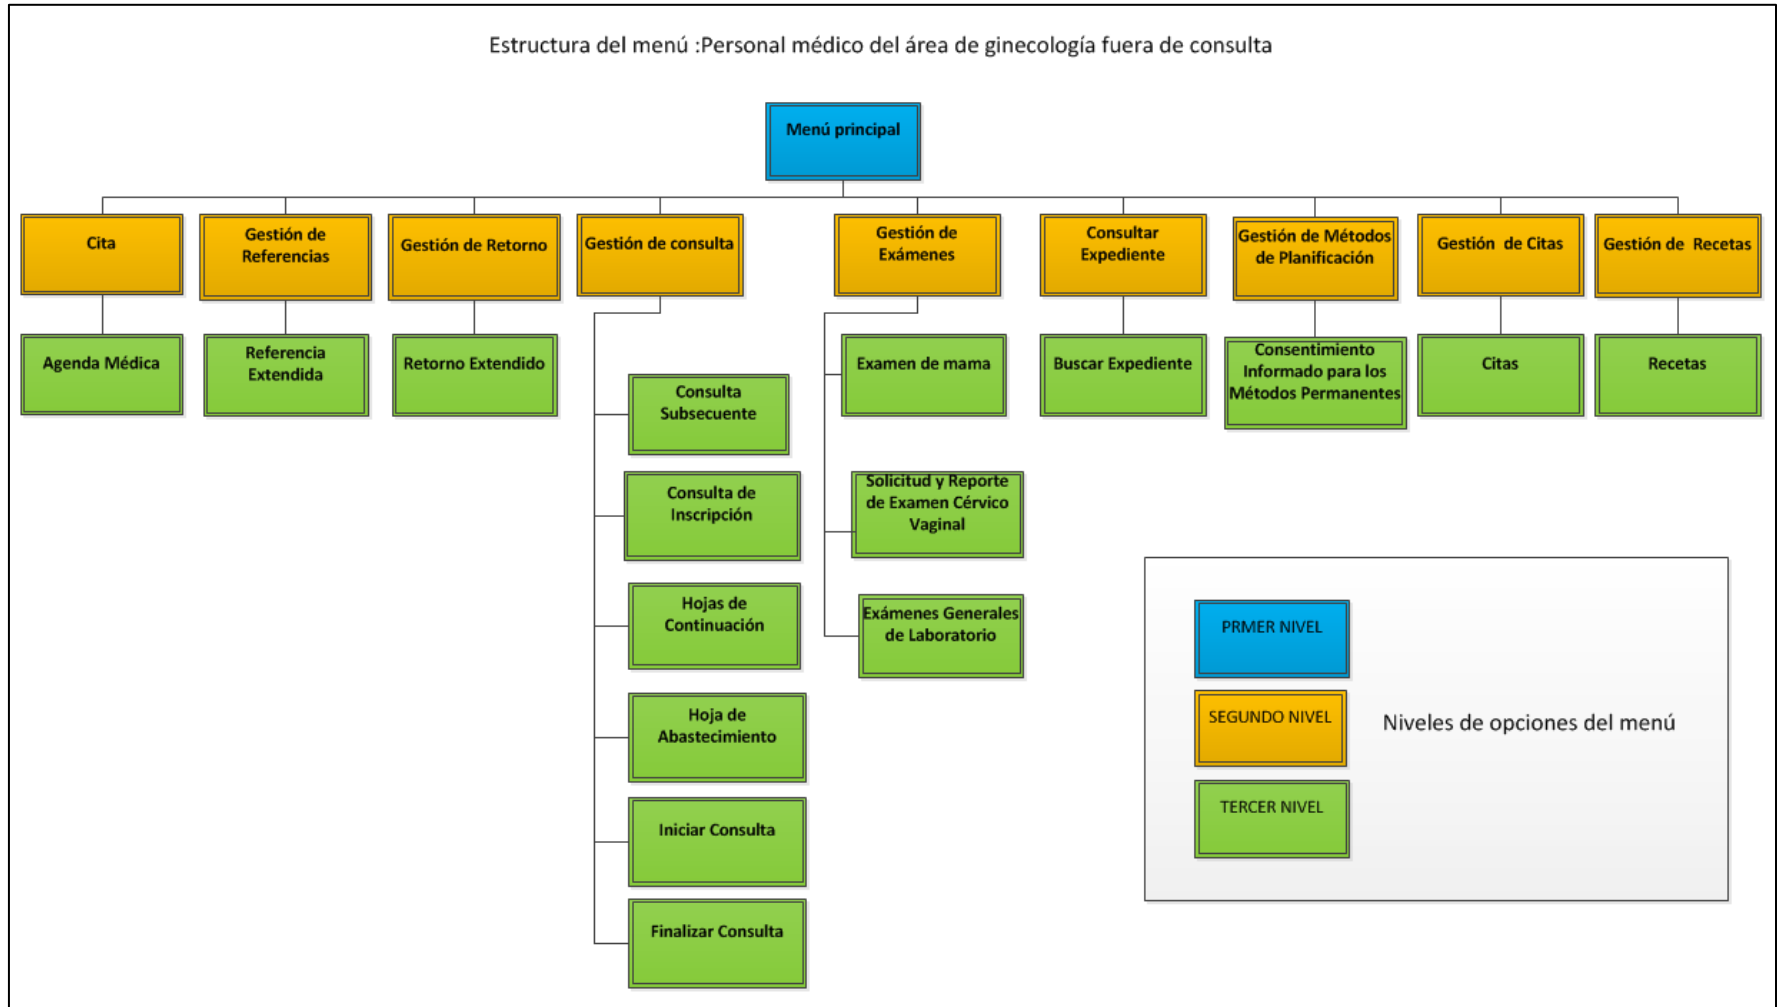 Estructura del menú :Personal médico del área de ginecología fuera de consulta
Menú principal
Cita
Gestión de
Referencias
Gestión de Retorno
Gestión de consulta
Gestión de
Exámenes
Consultar
Expediente
Gestión de Métodos
de Planificación
Gestión  de Citas
Gestión de  Recetas
Agenda Médica
Referencia
Extendida
Retorno Extendido
Consulta
Subsecuente
Consulta de
Inscripción
Hojas de
Continuación
Hoja de
Abastecimiento
Iniciar Consulta
Finalizar Consulta
Examen de mama
Solicitud y Reporte
de Examen Cérvico
Vaginal
Exámenes Generales
de Laboratorio
Buscar Expediente
Consentimiento
Informado para los
Métodos Permanentes
Citas
Recetas
PRMER NIVEL
SEGUNDO NIVEL
TERCER NIVEL
Niveles de opciones del menú